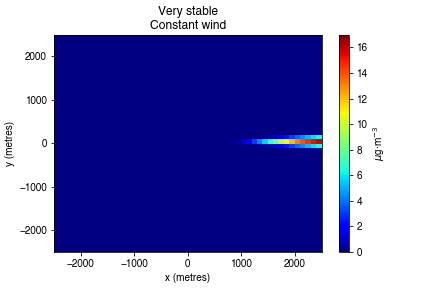 Very stable
Constant wind
y (metres)
2000
1000
0
−1000
−2000
−2000 −1000 0 1000 2000
x (metres)
16
14
12
10
8
6
4
2
0
μg·m⁻³